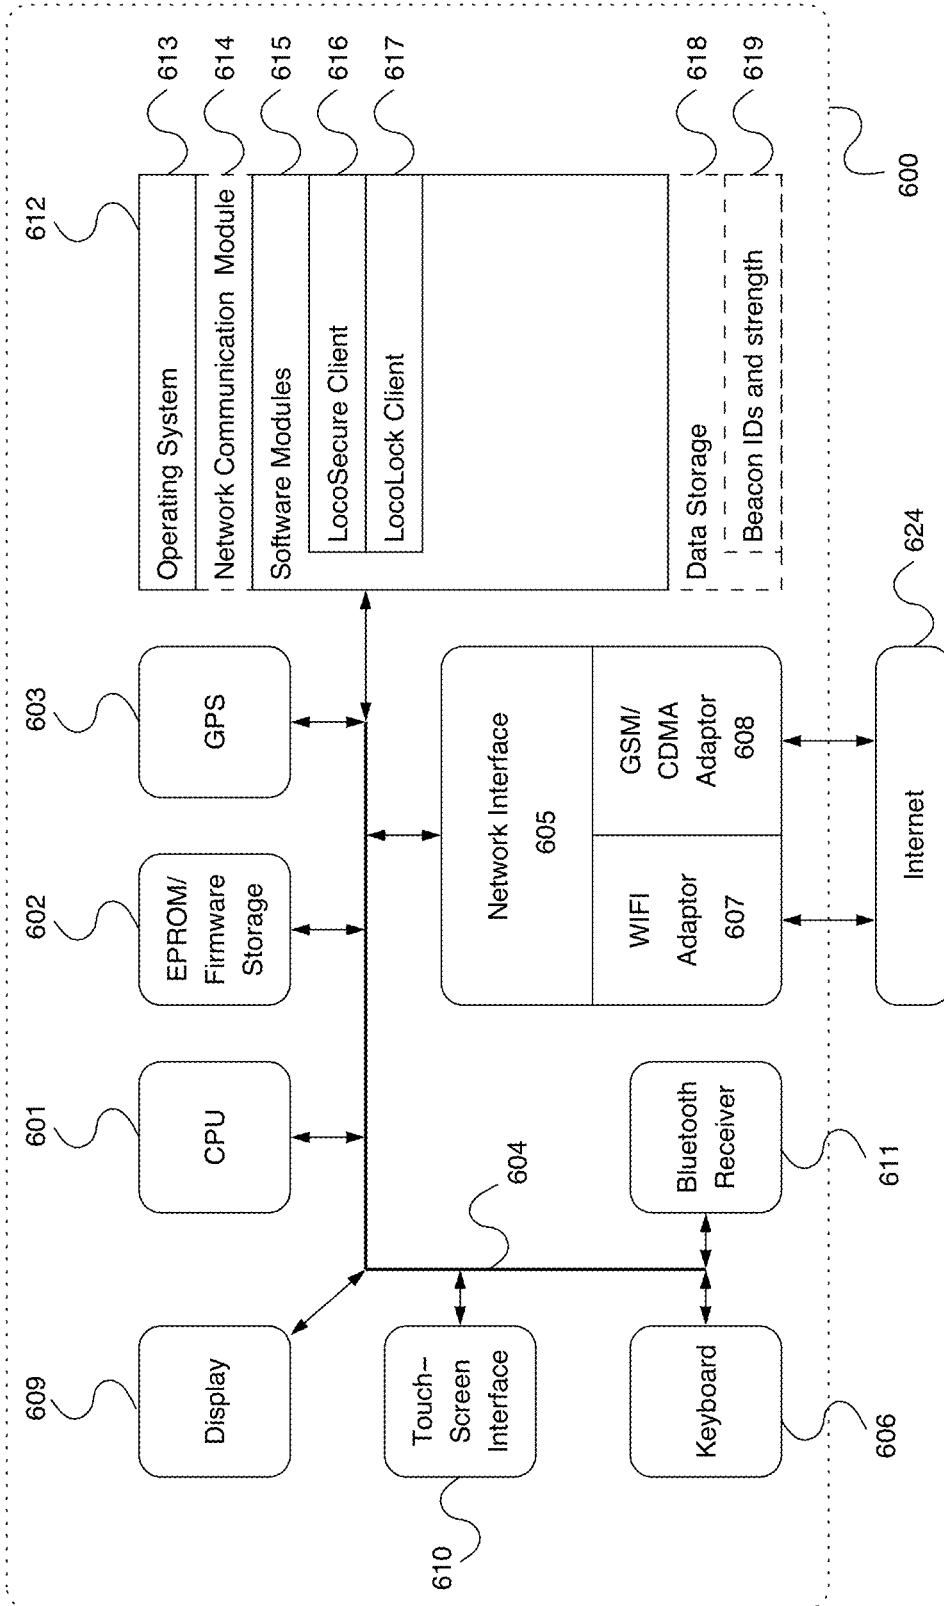 609
601
602
603
612
Display
CPU
EPROM/
Firmware
Storage
GPS
Operating System
613
Network Communication Module
614
Software Modules
615
LocoSecure Client
616
LocoLock Client
617
Data Storage
618
Beacon IDs and strength
619
604
Touch–
Screen
Interface
610
Network Interface
605
WIFI
Adaptor
607
GSM/
CDMA
Adaptor
608
Keyboard
606
Bluetooth
Receiver
611
Internet
624
600